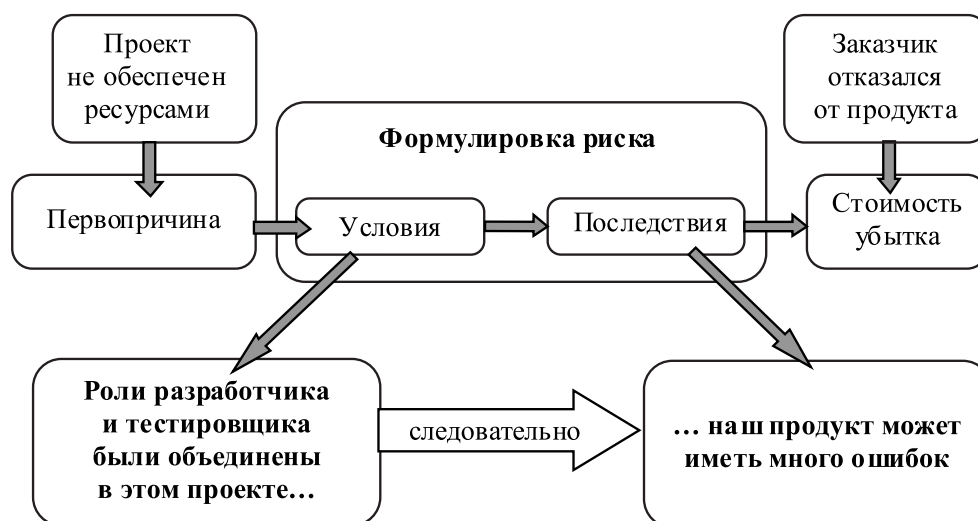 Проект
не обеспечен
ресурсами
Заказчик
отказался
от продукта
Формулировка риска
Первопричина
Условия
Последствия
Стоимость
убытка
Роли разработчика
и тестировщика
были объединены
в этом проекте…
следовательно
… наш продукт может
иметь много ошибок